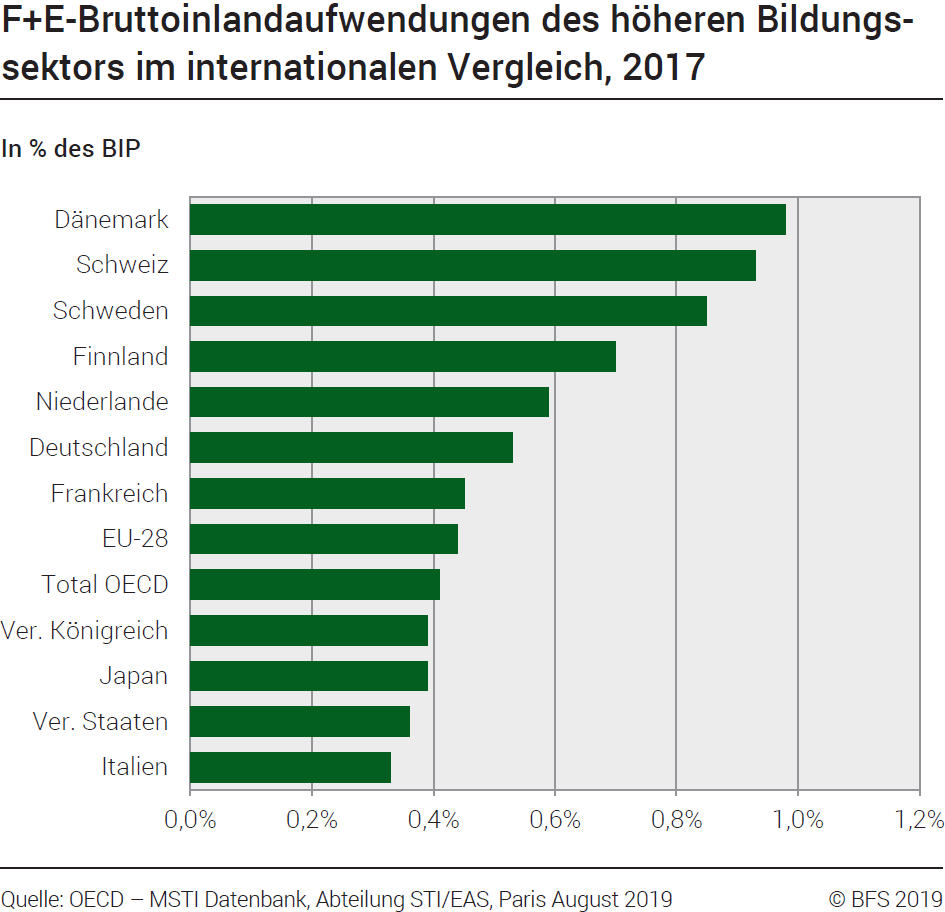 F+E-Bruttoinlandaufwendungen des höheren Bildungs-
sektors im internationalen Vergleich, 2017
In % des BIP
Dänemark
Schweiz
Schweden
Finnland
Niederlande
Deutschland
Frankreich
EU-28
Total OECD
Ver. Königreich
Japan
Ver. Staaten
Italien
0,0% 0,2% 0,4% 0,6% 0,8% 1,0% 1,2%
Quelle: OECD – MSTI Datenbank, Abteilung STI/EAS, Paris August 2019 © BFS 2019